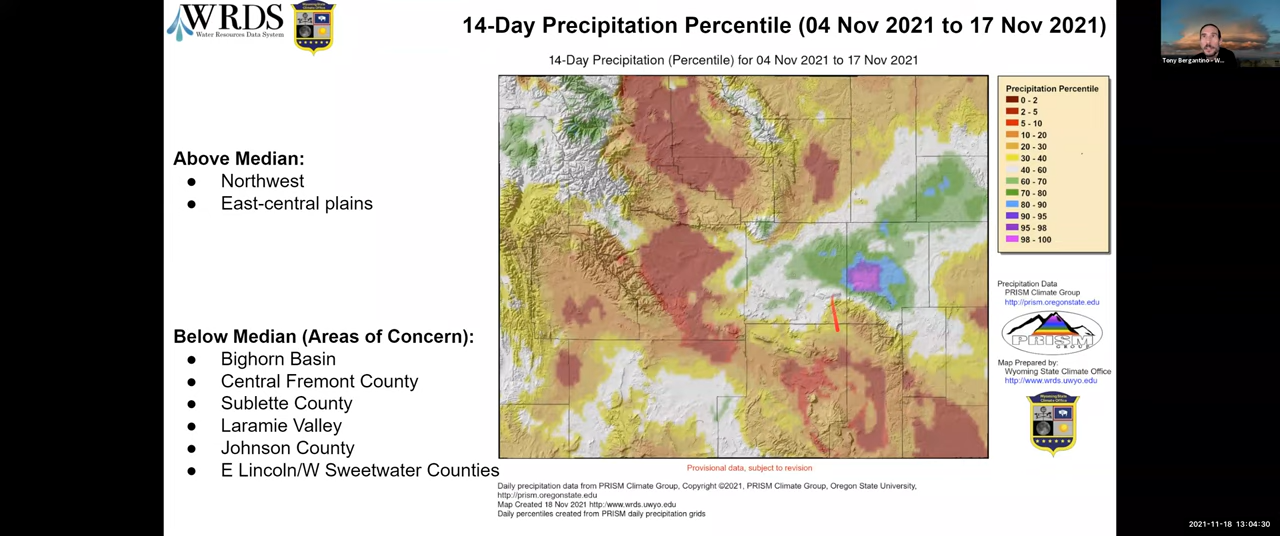 WRDS
Water Resources Data System
14-Day Precipitation Percentile (04 Nov 2021 to 17 Nov 2021)
Tony Bergantino - W...
14-Day Precipitation (Percentile) for 04 Nov 2021 to 17 Nov 2021
Above Median:
● Northwest
● East-central plains
Below Median (Areas of Concern):
● Bighorn Basin
● Central Fremont County
● Sublette County
● Laramie Valley
● Johnson County
● E Lincoln/W Sweetwater Counties
Precipitation Percentile
0 - 2
2 - 5
5 - 10
10 - 20
20 - 30
30 - 40
40 - 60
60 - 70
70 - 80
80 - 90
90 - 95
95 - 98
98 - 100
Precipitation Data
PRISM Climate Group
http://prism.oregonstate.edu
PRISM
GROUP
Map Prepared by:
Wyoming State Climate Office
http://www.wrds.uwyo.edu
Provisional data, subject to revision
Daily precipitation data from PRISM Climate Group, Copyright ©2021, PRISM Climate Group, Oregon State University,
http://prism.oregonstate.edu
Map Created 18 Nov 2021 http:/www.wrds.uwyo.edu
Daily percentiles created from PRISM daily precipitation grids
2021-11-18 13:04:30